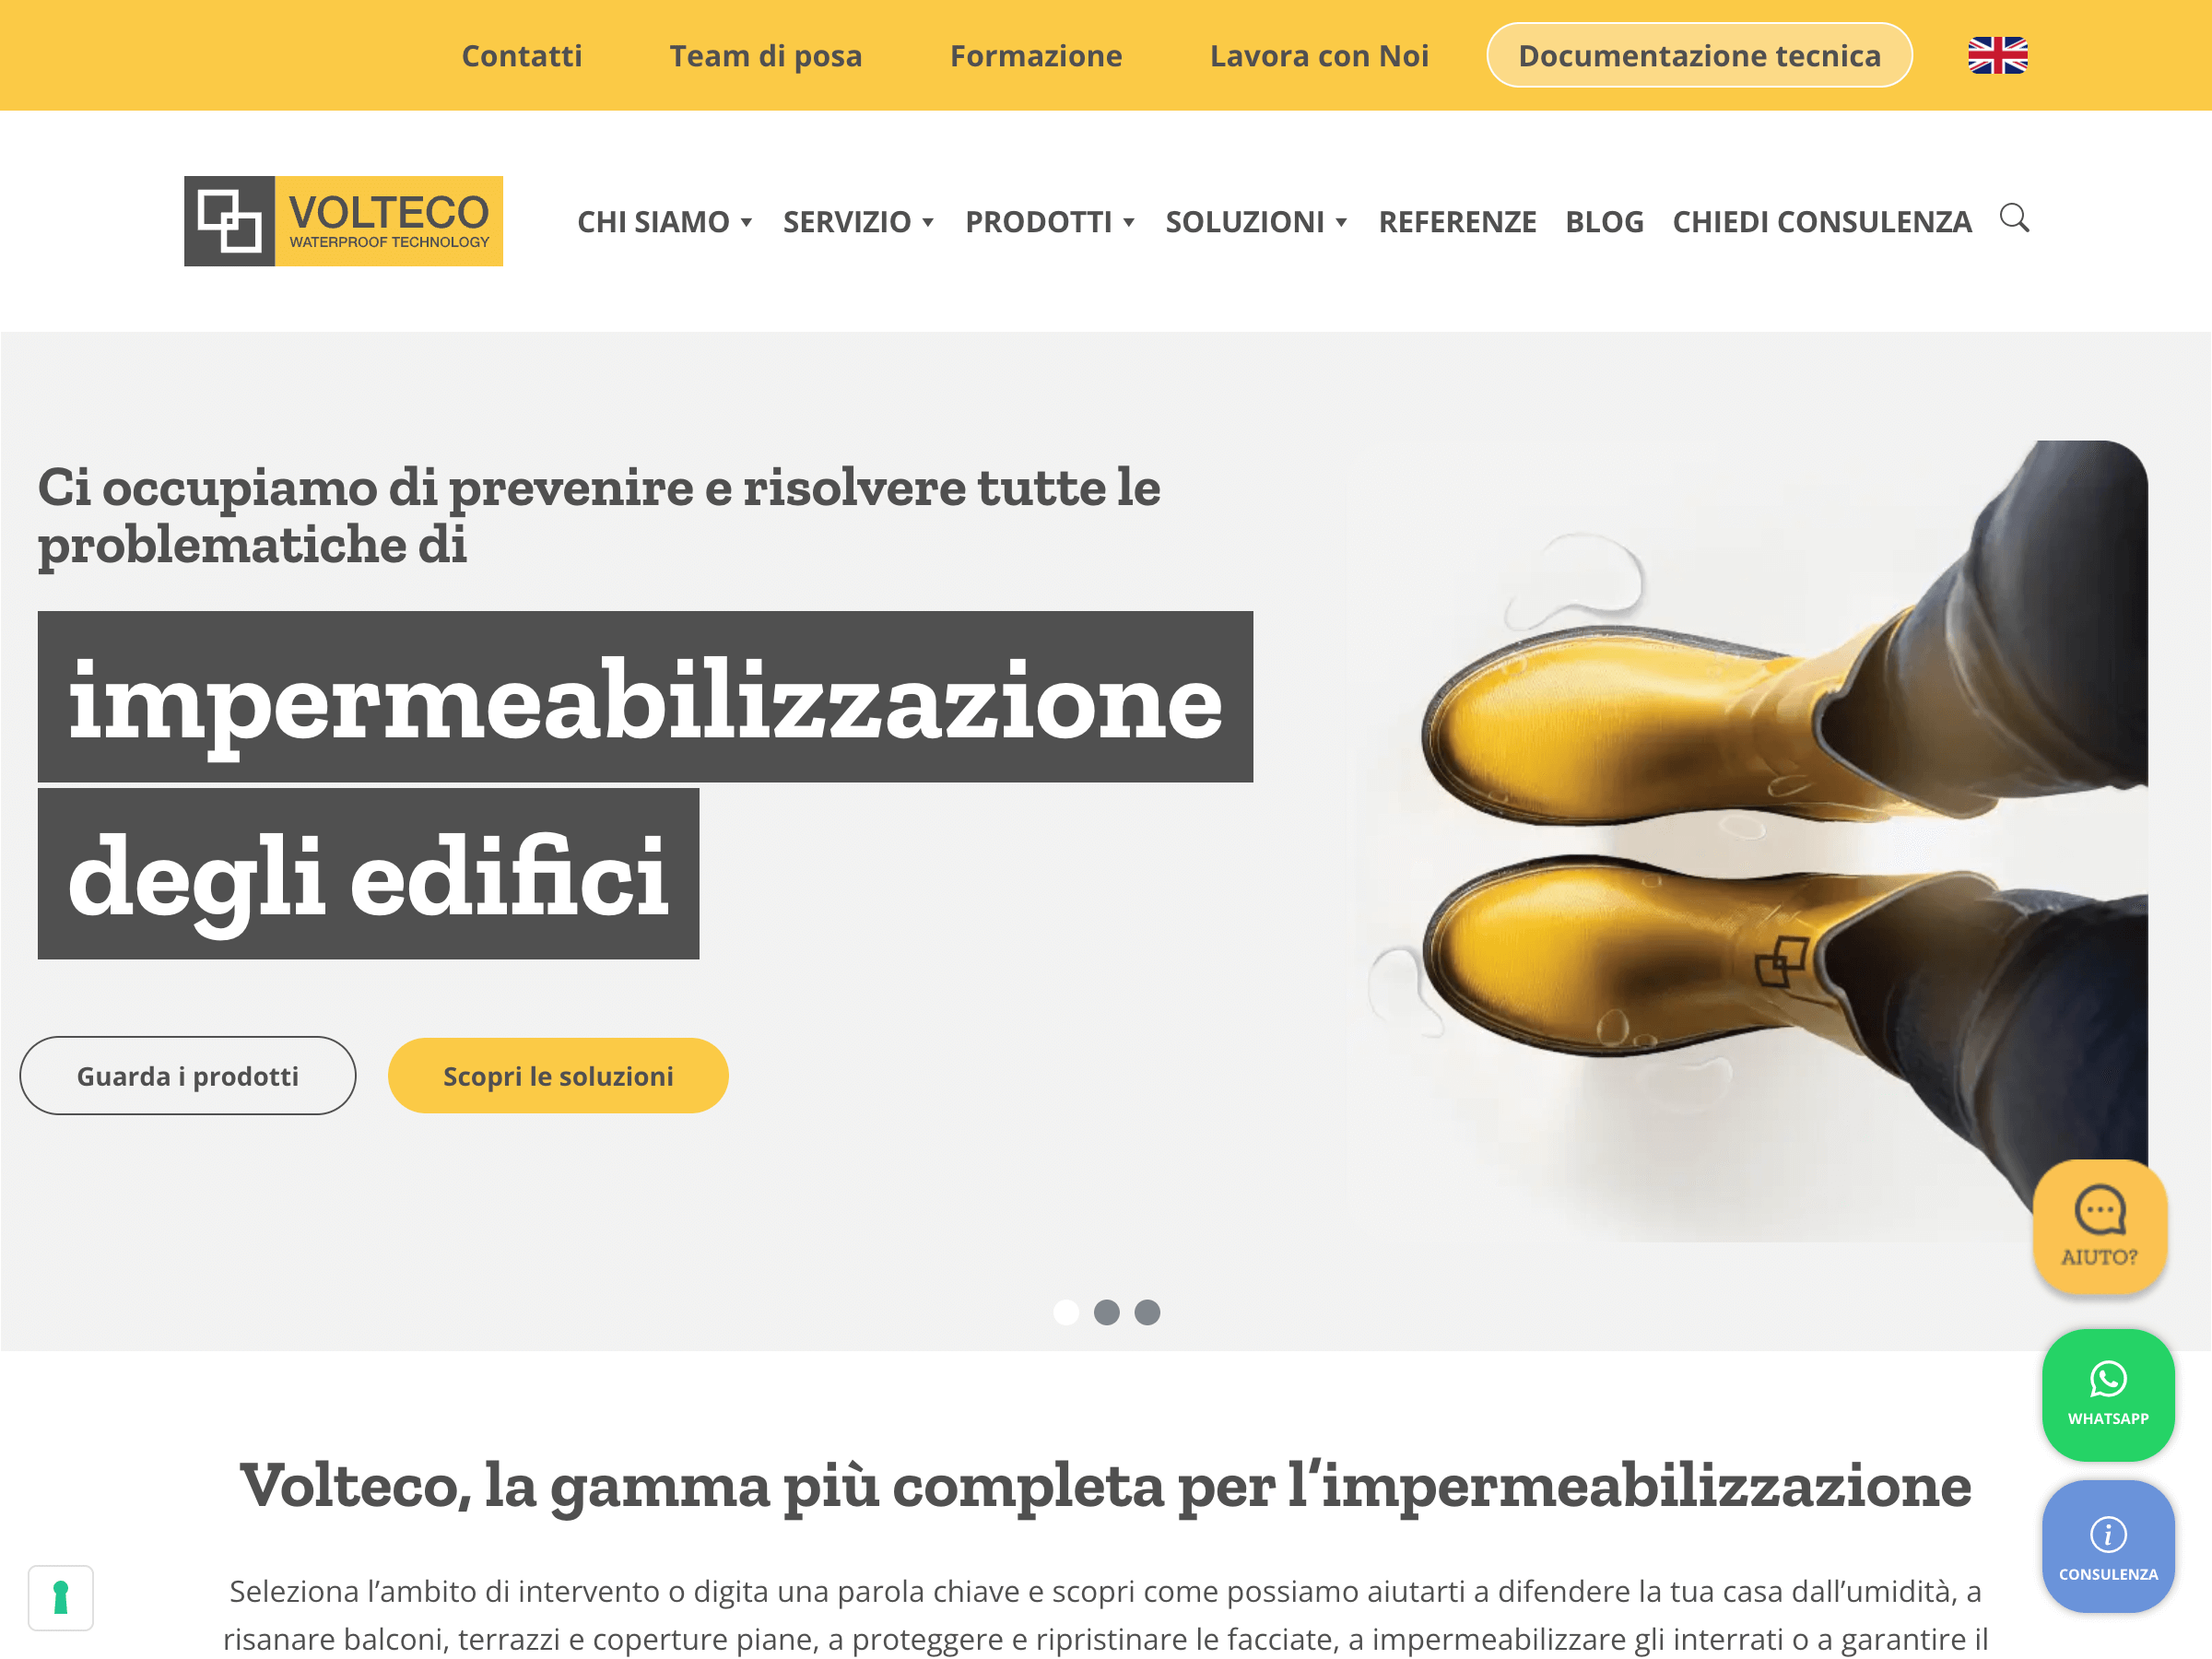 Contatti Team di posa Formazione Lavora con Noi Documentazione tecnica
VOLTECO
WATERPROOF TECHNOLOGY
CHI SIAMO SERVIZIO PRODOTTI SOLUZIONI REFERENZE BLOG CHIEDI CONSULENZA
Ci occupiamo di prevenire e risolvere tutte le
problematiche di
impermeabilizzazione
degli edifici
Guarda i prodotti Scopri le soluzioni
AIUTO?
WHATSAPP
CONSULENZA
Volteco, la gamma più completa per l’impermeabilizzazione
Seleziona l’ambito di intervento o digita una parola chiave e scopri come possiamo aiutarti a difendere la tua casa dall’umidità, a
risanare balconi, terrazzi e coperture piane, a proteggere e ripristinare le facciate, a impermeabilizzare gli interrati o a garantire il